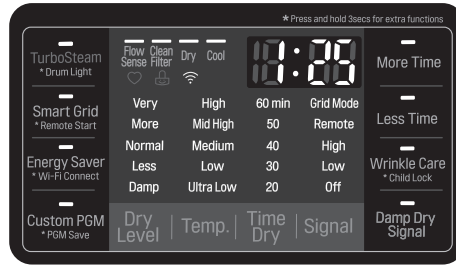 * Press and hold 3secs for extra functions
TurboSteam
* Drum Light
Flow Sense
Clean Filter
Dry
Cool
1:25
More Time
Smart Grid
* Remote Start
Very High 60 min Grid Mode
More Mid High 50 Remote
Normal Medium 40 High
Less Low 30 Low
Damp Ultra Low 20 Off
Less Time
Energy Saver
* Wi-Fi Connect
Wrinkle Care
* Child Lock
Custom PGM
* PGM Save
Dry Level
Temp.
Time Dry
Signal
Damp Dry
Signal